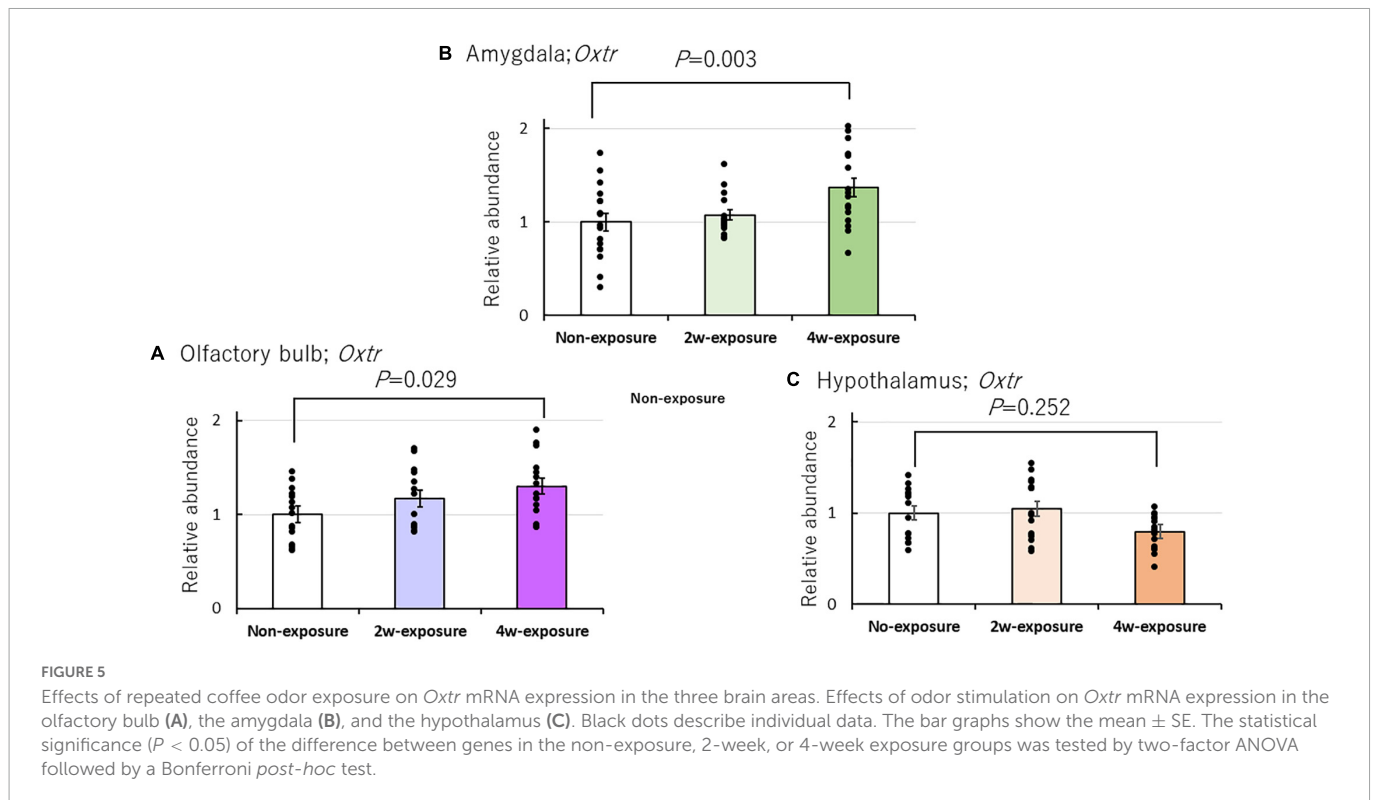 B Amygdala; Oxtr
P=0.003
Relative abundance
2
1
0
Non-exposure 2w-exposure 4w-exposure
A Olfactory bulb; Oxtr
P=0.029
Relative abundance
2
1
0
Non-exposure 2w-exposure 4w-exposure
Non-exposure
C Hypothalamus; Oxtr
P=0.252
Relative abundance
2
1
0
No-exposure 2w-exposure 4w-exposure
FIGURE 5
Effects of repeated coffee odor exposure on Oxtr mRNA expression in the three brain areas. Effects of odor stimulation on Oxtr mRNA expression in the
olfactory bulb (A), the amygdala (B), and the hypothalamus (C). Black dots describe individual data. The bar graphs show the mean ± SE. The statistical
significance (P < 0.05) of the difference between genes in the non-exposure, 2-week, or 4-week exposure groups was tested by two-factor ANOVA
followed by a Bonferroni post-hoc test.